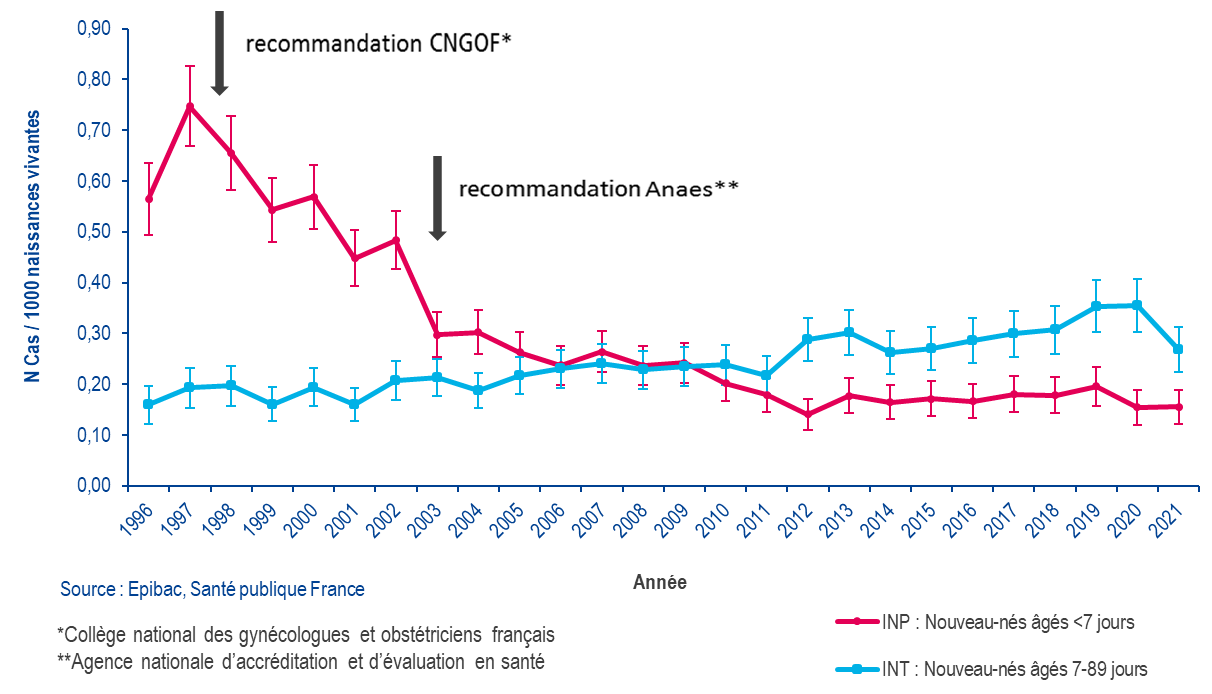 0,90
recommandation CNGOF*
0,80
0,70
recommandation Anaes**
0,60
0,50
0,40
0,30
0,20
0,10
0,00
N Cas / 1000 naissances vivantes
1996 1997 1998 1999 2000 2001 2002 2003 2004 2005 2006 2007 2008 2009 2010 2011 2012 2013 2014 2015 2016 2017 2018 2019 2020 2021
Année
Source : Epibac, Santé publique France
*Collège national des gynécologues et obstétriciens français
**Agence nationale d’accréditation et d’évaluation en santé
INP : Nouveau-nés âgés <7 jours
INT : Nouveau-nés âgés 7-89 jours